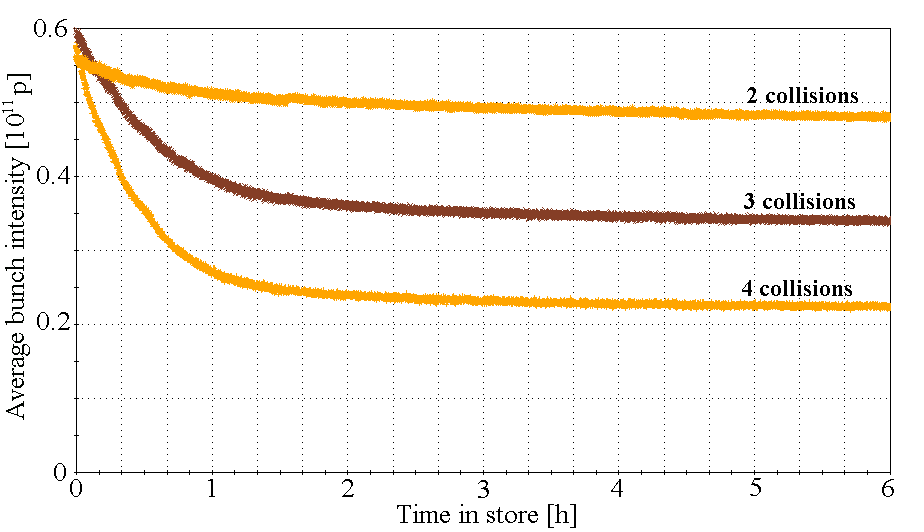 0.6
0.4
0.2
0
Average bunch intensity [10¹¹ p]
2 collisions
3 collisions
4 collisions
0 1 2 3 4 5 6
Time in store [h]